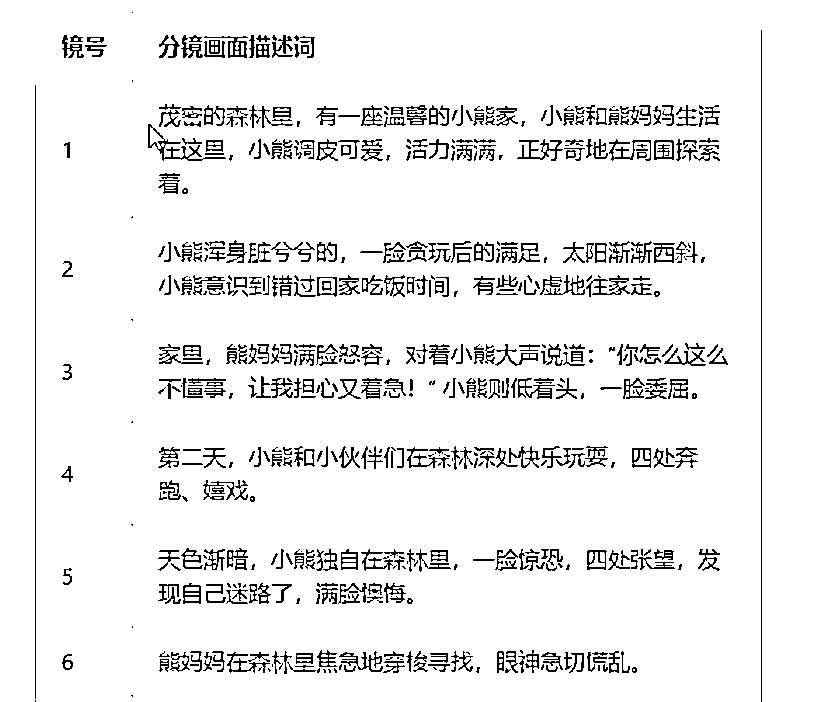 镜号 分镜画面描述词
茂密的森林里，有一座温馨的小熊家，小熊和熊妈妈生活
1 在这里，小熊调皮可爱，活力满满，正好奇地在周围探索
着。
小熊浑身脏兮兮的，一脸贪玩后的满足，太阳渐渐西斜，
2
小熊意识到错过回家吃饭时间，有些心虚地往家走。
家里，熊妈妈满脸怒容，对着小熊大声说道：“你怎么这么
3
不懂事，让我担心又着急！”小熊则低着头，一脸委屈。
第二天，小熊和小伙伴们在森林深处快乐玩耍，四处奔
4
跑、嬉戏。
天色渐暗，小熊独自在森林里，一脸惊恐，四处张望，发
5
现自己迷路了，满脸懊悔。
6 熊妈妈在森林里焦急地穿梭寻找，眼神急切慌乱。